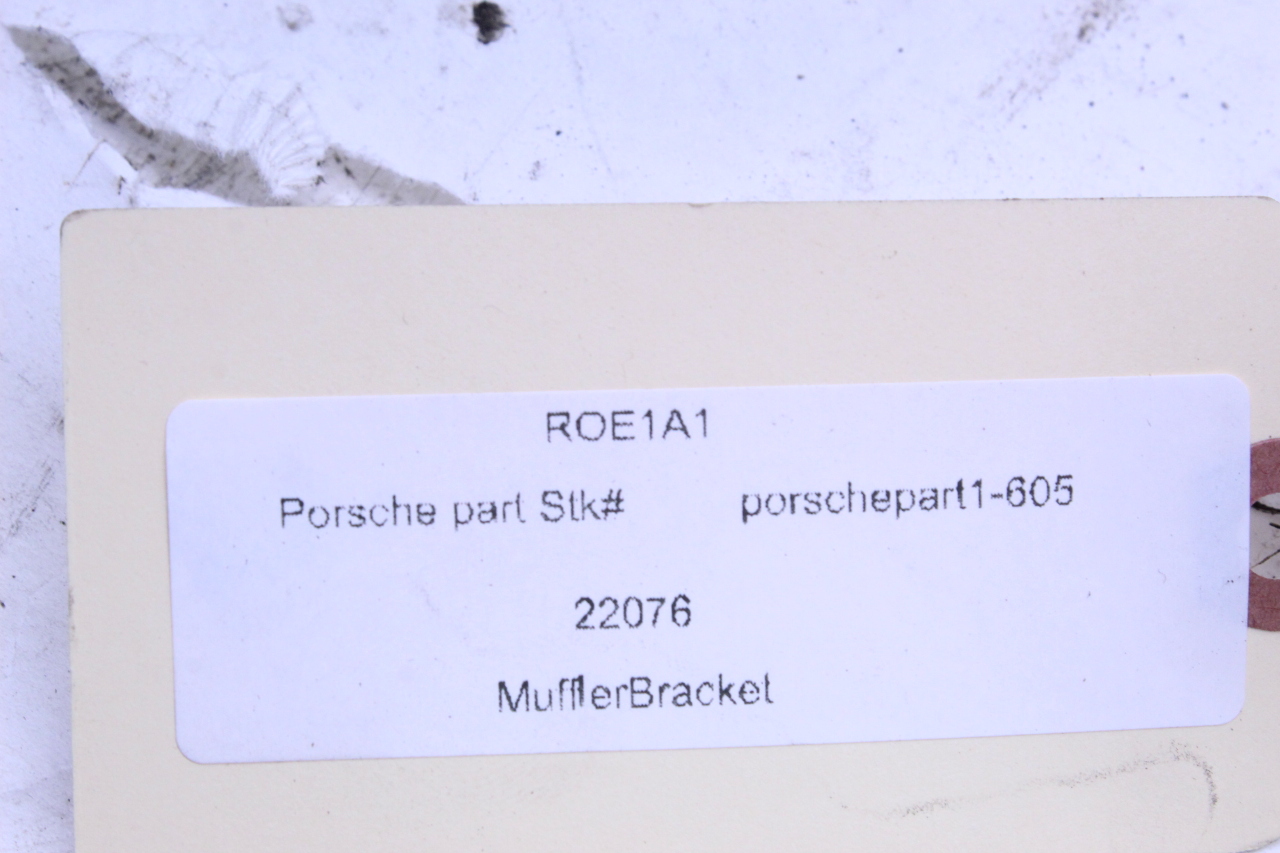 ROE1A1
Porsche part Stk# porschepart1-605
22076
MufflerBracket